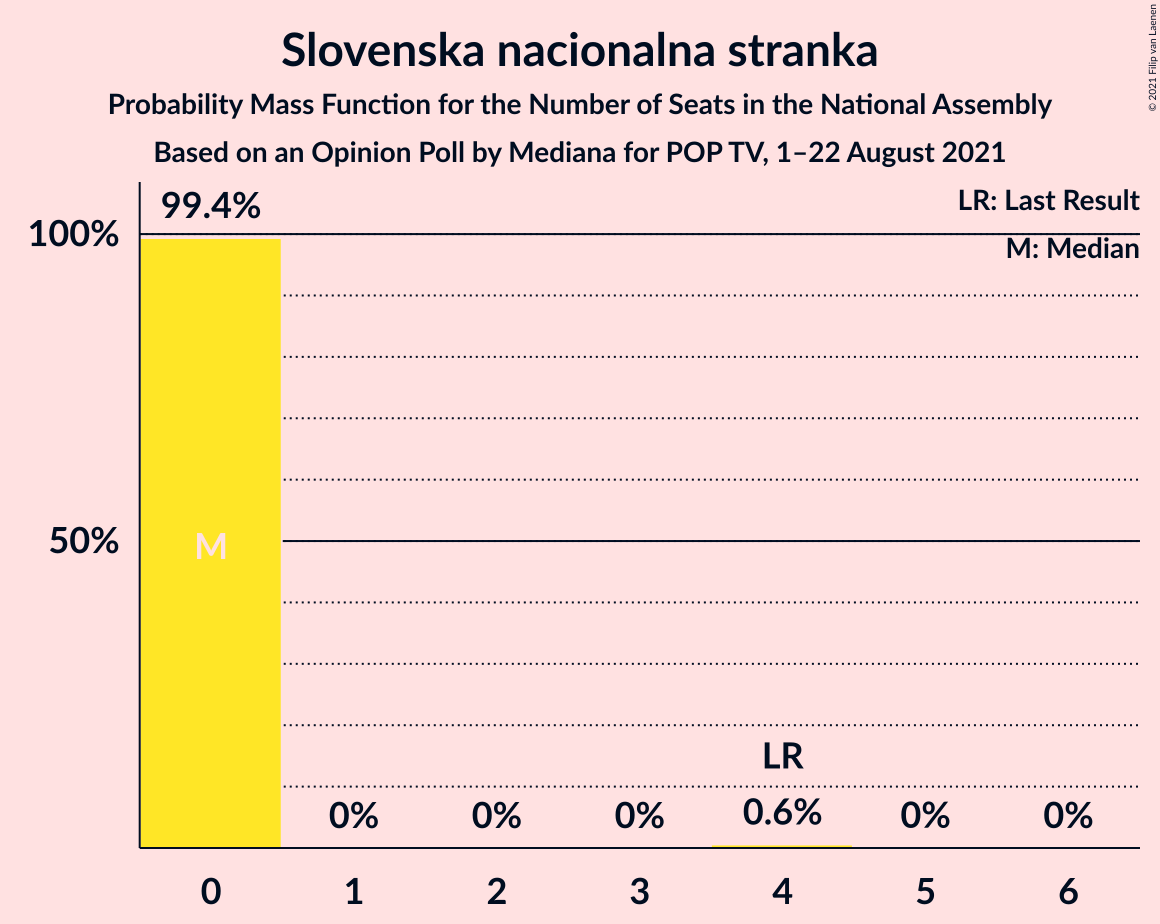 Slovenska nacionalna stranka
Probability Mass Function for the Number of Seats in the National Assembly
Based on an Opinion Poll by Mediana for POP TV, 1–22 August 2021
© 2021 Filip van Laenen
LR: Last Result
M: Median
99.4%
100%
50%
M
LR
0%
0%
0%
0.6%
0%
0%
0
1
2
3
4
5
6